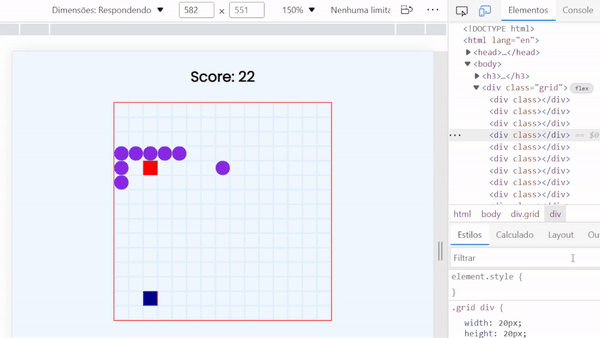 Dimensões: Respondendo ▼ 582 × 551 150% ▼ Nenhuma limita
Elementos Console
Score: 22
<!DOCTYPE html>
<html lang="en">
▶<head>…</head>
▼<body>
▶<h3>…</h3>
▼<div class="grid"> flex
<div class></div>
<div class></div>
<div class></div>
··· <div class></div> == $0
<div class></div>
<div class></div>
<div class></div>
<div class></div>
<div class></div>
html body div.grid div
Estilos Calculado Layout Ou
Filtrar
element.style {
}
.grid div {
width: 20px;
height: 20px;